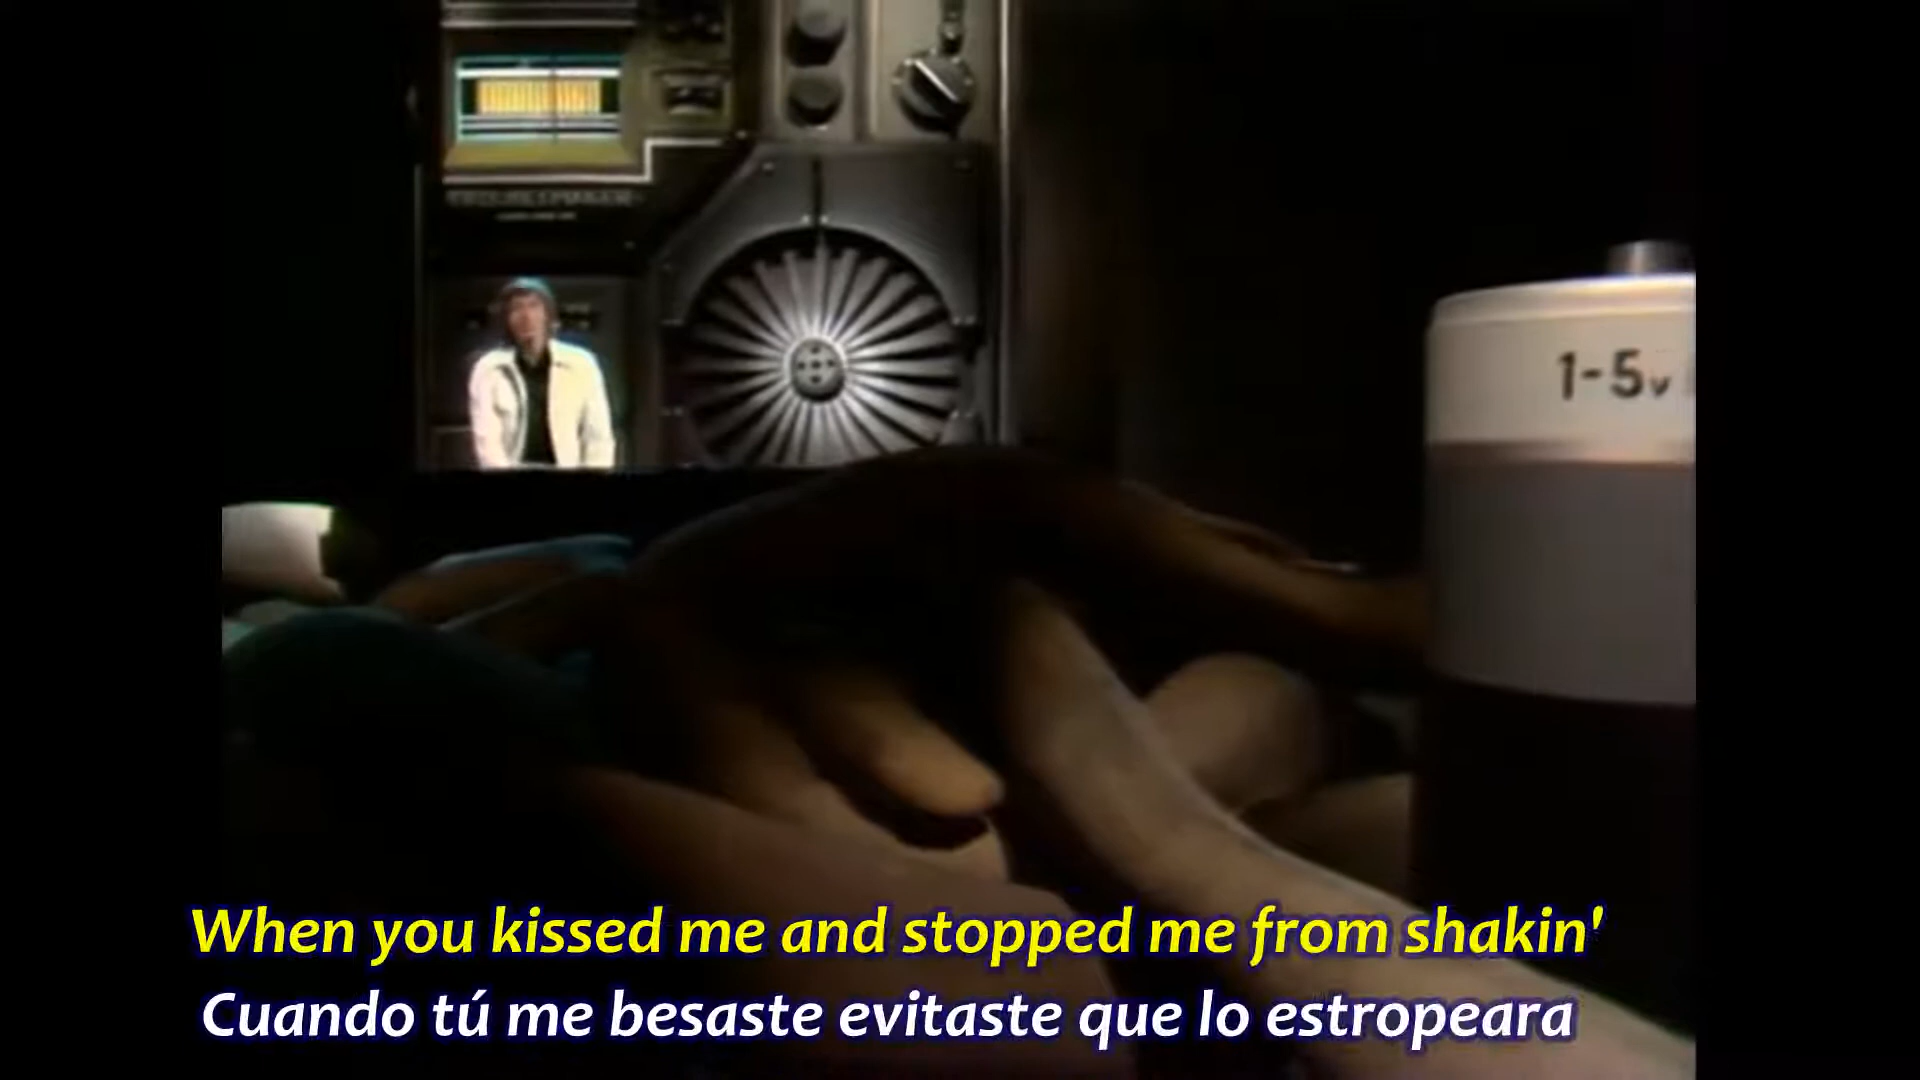 1-5v
When you kissed me and stopped me from shakin'
Cuando tú me besaste evitaste que lo estropeara